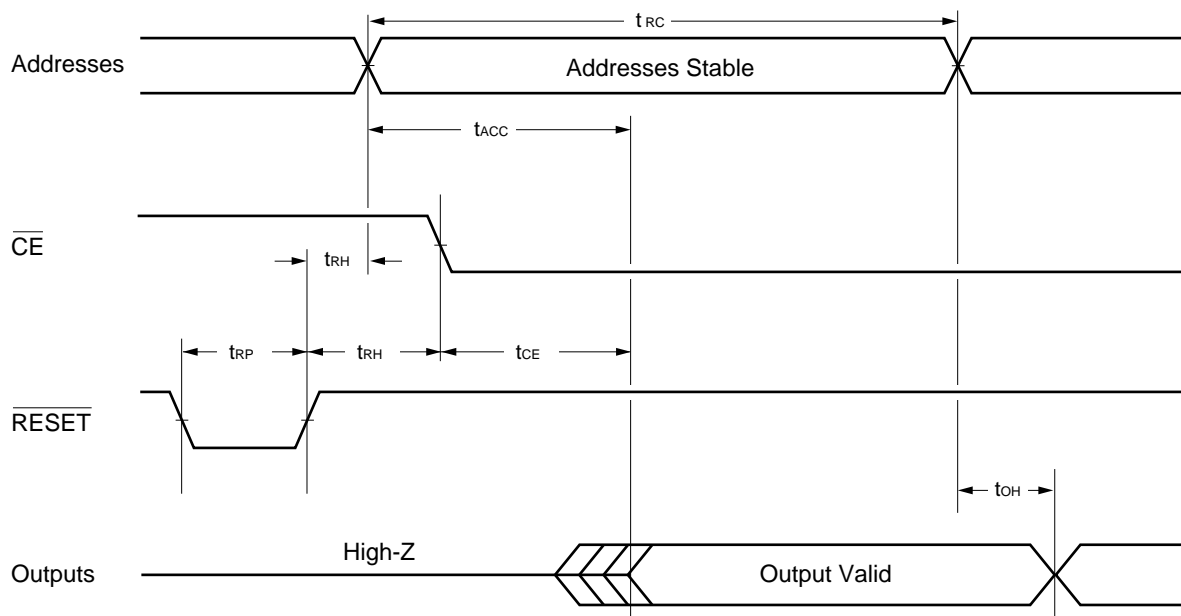 tRC
Addresses
Addresses Stable
tACC
CE
tRH
tRP
tRH
tCE
RESET
tOH
High-Z
Outputs
Output Valid